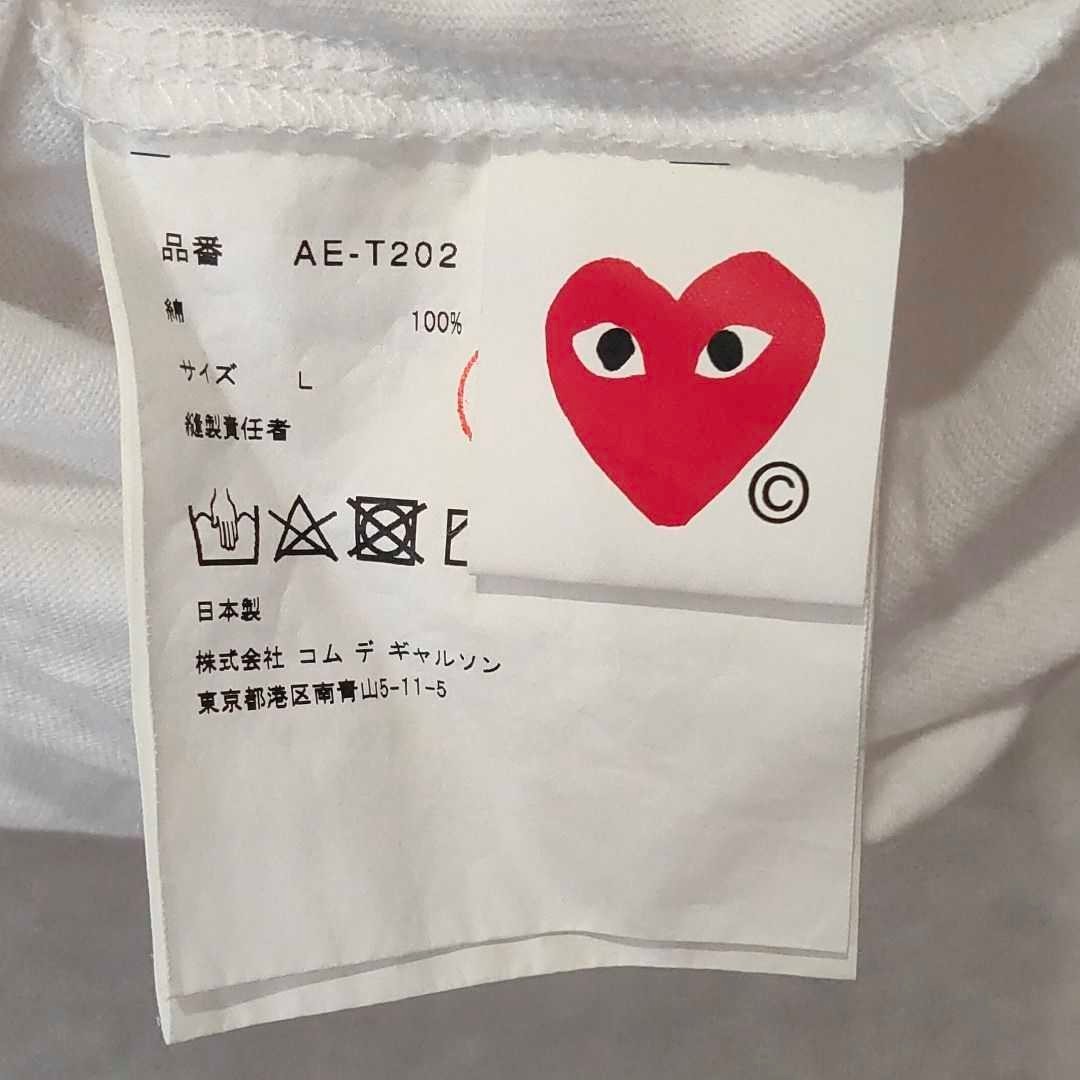 品番 AE-T202
綿 100%
サイズ L
縫製責任者
日本製
株式会社 コム デ ギャルソン
東京都港区南青山5-11-5
©